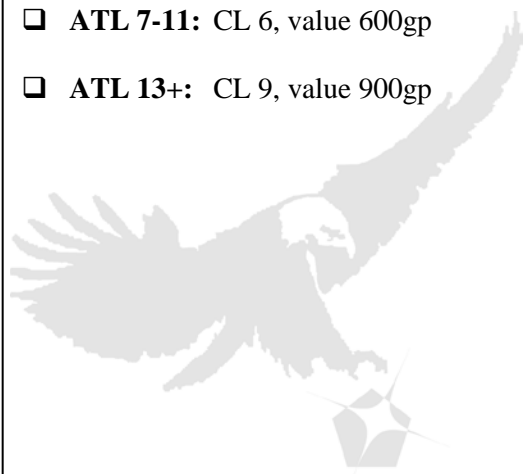 ❑ ATL 7-11: CL 6, value 600gp
❑ ATL 13+: CL 9, value 900gp